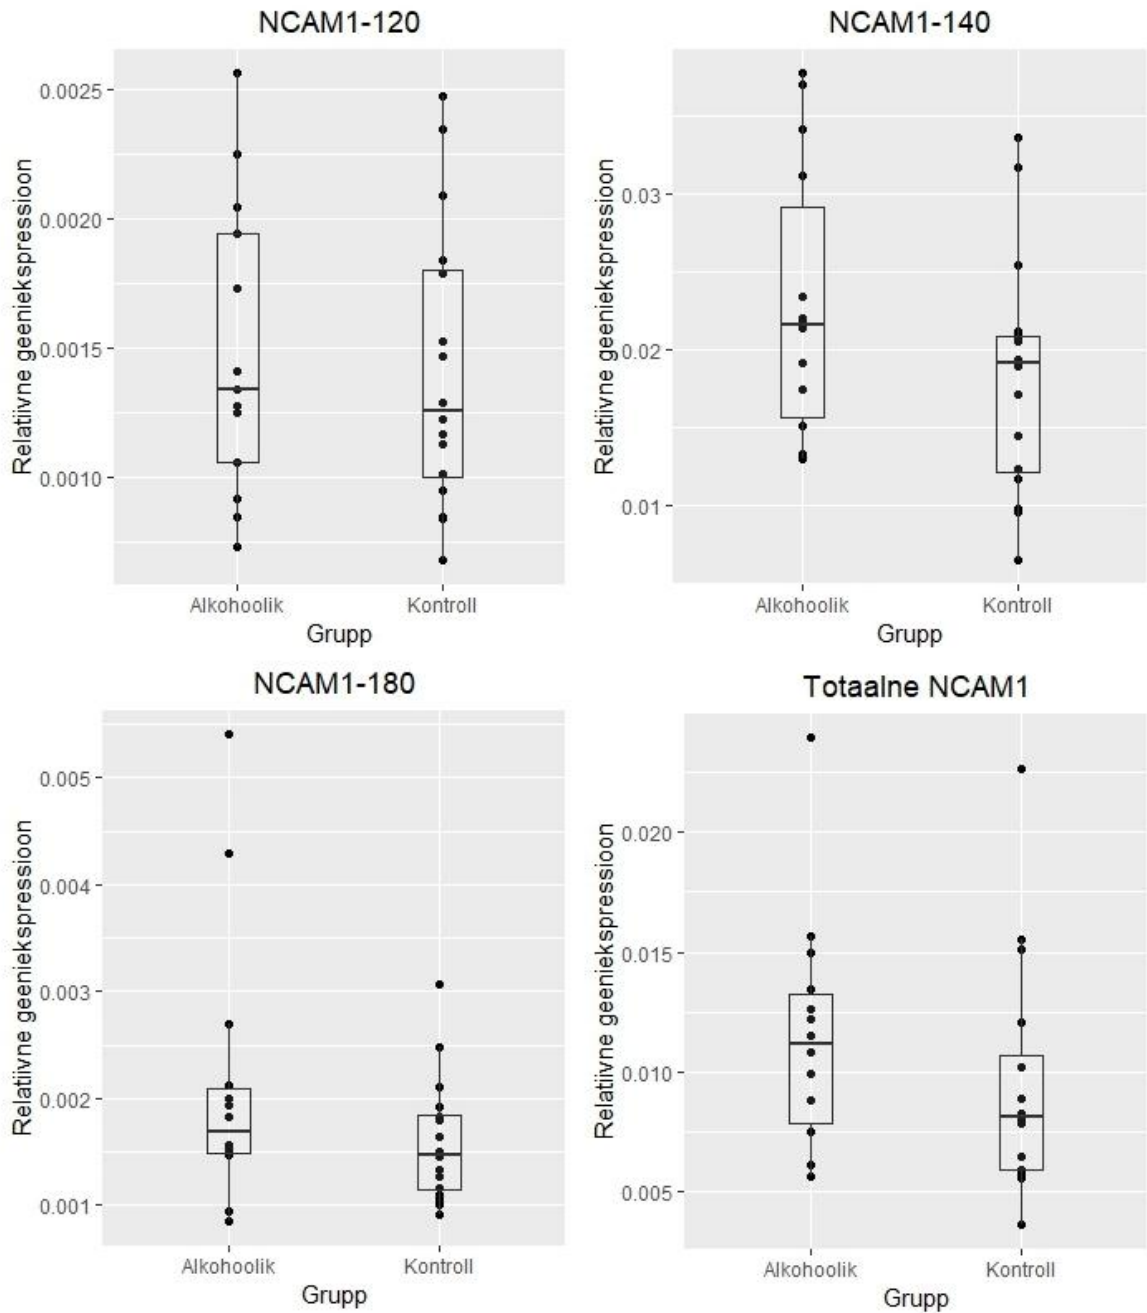 NCAM1-120
Relatiivne geeniekspressioon
0.0025
0.0020
0.0015
0.0010
Alkohoolik Kontroll
Grupp
NCAM1-140
Relatiivne geeniekspressioon
0.03
0.02
0.01
Alkohoolik Kontroll
Grupp
NCAM1-180
Relatiivne geeniekspressioon
0.005
0.004
0.003
0.002
0.001
Alkohoolik Kontroll
Grupp
Totaalne NCAM1
Relatiivne geeniekspressioon
0.020
0.015
0.010
0.005
Alkohoolik Kontroll
Grupp